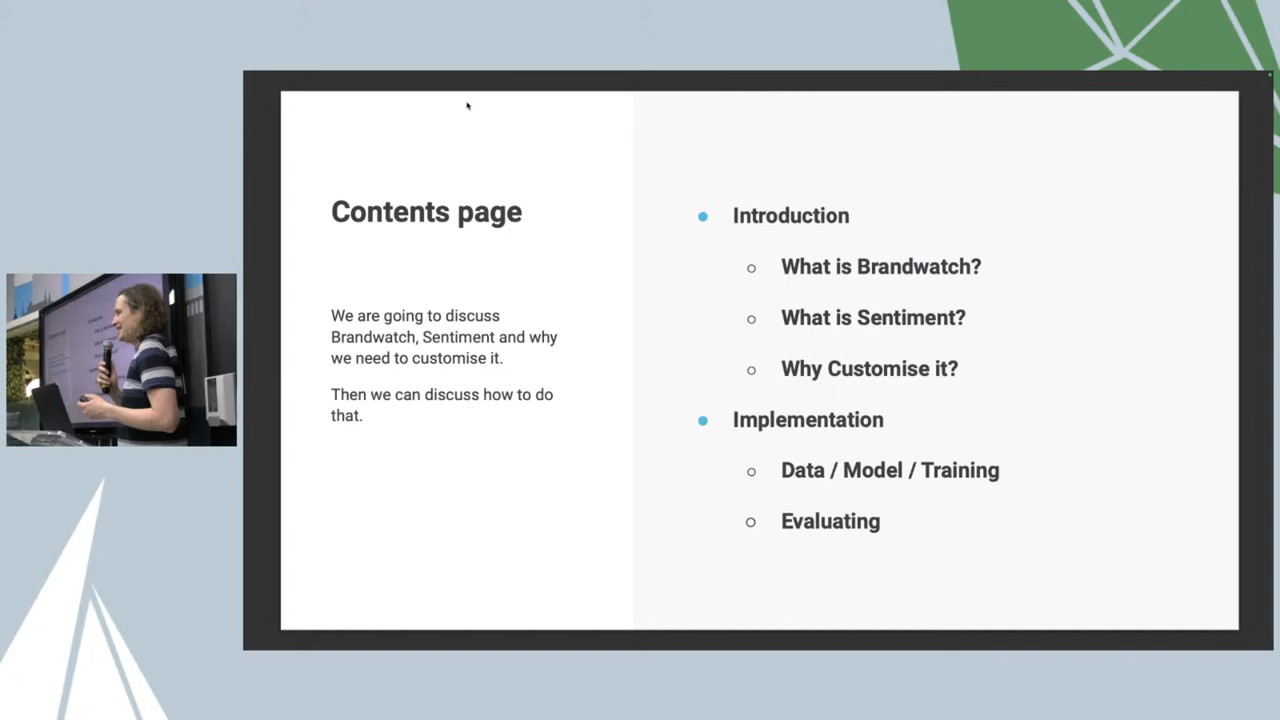 Contents page
We are going to discuss
Brandwatch, Sentiment and why
we need to customise it.
Then we can discuss how to do
that.
Introduction
What is Brandwatch?
What is Sentiment?
Why Customise it?
Implementation
Data / Model / Training
Evaluating